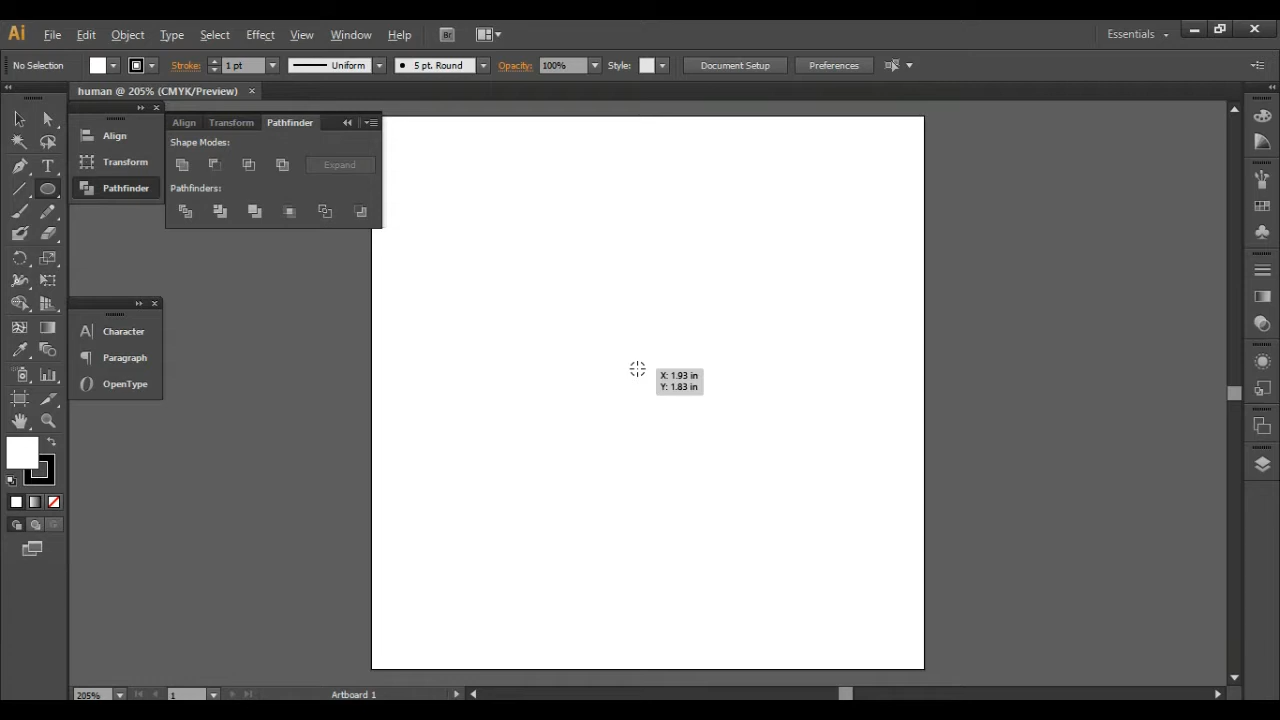 Ai File Edit Object Type Select Effect View Window Help Br Essentials
No Selection Stroke: 1 pt Uniform 5 pt. Round Opacity: 100% Style: Document Setup Preferences
human @ 205% (CMYK/Preview)
Align Transform Pathfinder
Align
Shape Modes:
Transform
Expand
Pathfinder
Pathfinders:
Character
Paragraph
OpenType
X: 1.93 in
Y: 1.83 in
205% 1 Artboard 1